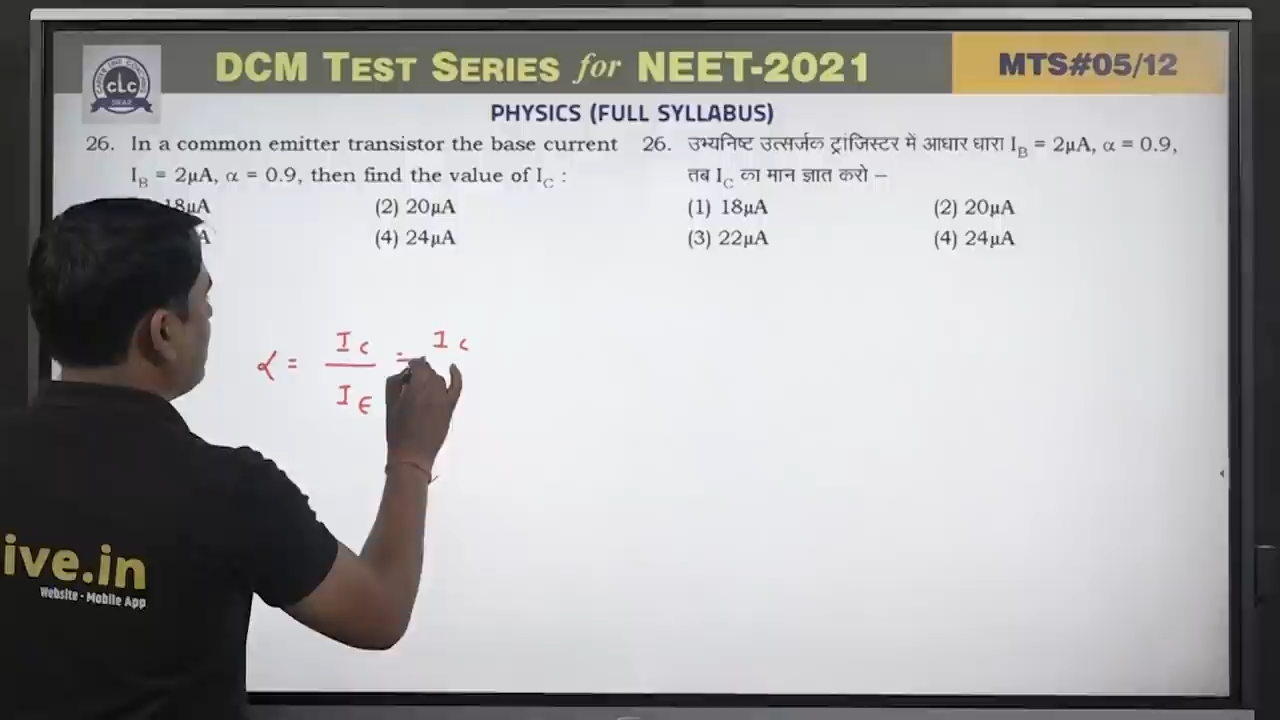 DCM TEST SERIES for NEET-2021
MTS#05/12
CLC
SIKAR
PHYSICS (FULL SYLLABUS)
26. In a common emitter transistor the base current
I_B = 2μA, α = 0.9, then find the value of I_C :
18μA (2) 20μA
A (4) 24μA
26. उभयनिष्ट उत्सर्जक ट्रांजिस्टर में आधार धारा I_B = 2μA, α = 0.9,
तब I_C का मान ज्ञात करो –
(1) 18μA (2) 20μA
(3) 22μA (4) 24μA
α = I_C / I_E = I_C
ive.in
Website - Mobile App